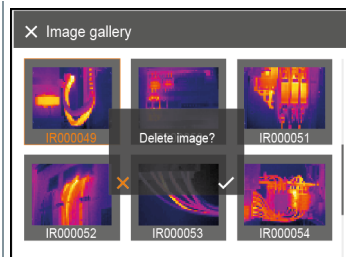 Image gallery
IR000049
Delete image?
IR000051
IR000052
IR000053
IR000054